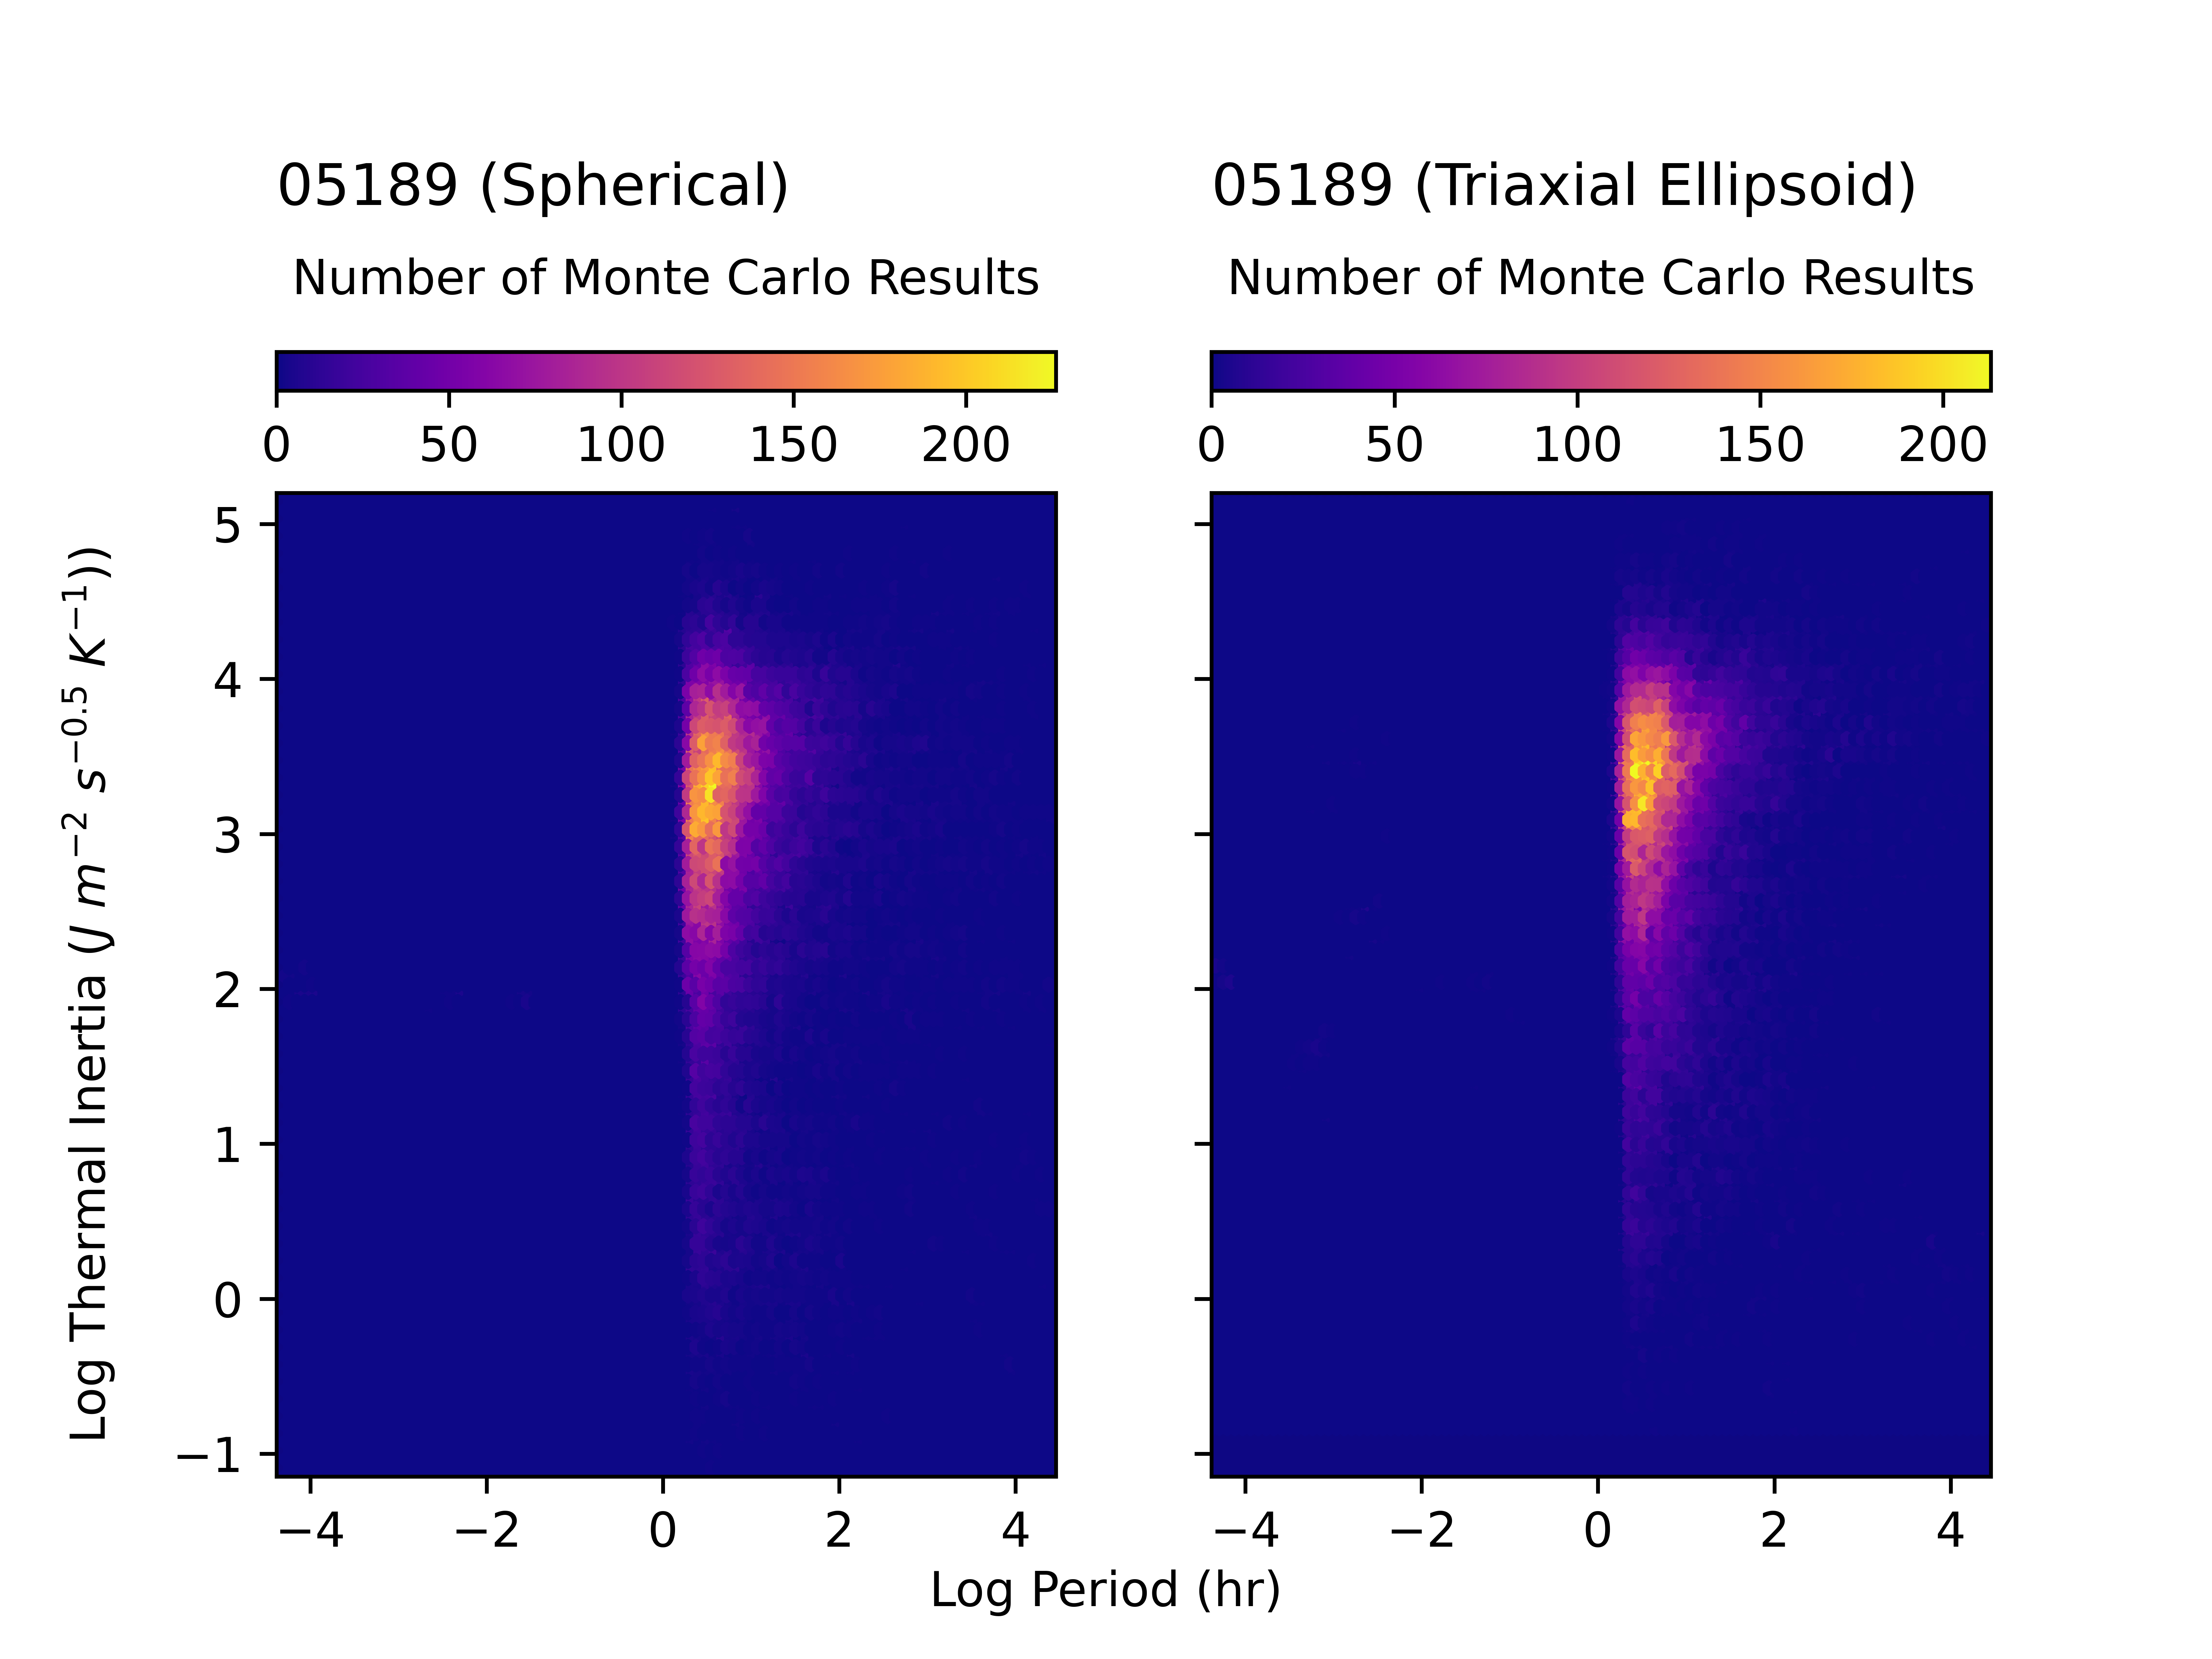 05189 (Spherical)
Number of Monte Carlo Results
0 50 100 150 200
05189 (Triaxial Ellipsoid)
Number of Monte Carlo Results
0 50 100 150 200
Log Thermal Inertia (J m⁻² s⁻⁰·⁵ K⁻¹))
5
4
3
2
1
0
−1
−4 −2 0 2 4
−4 −2 0 2 4
Log Period (hr)